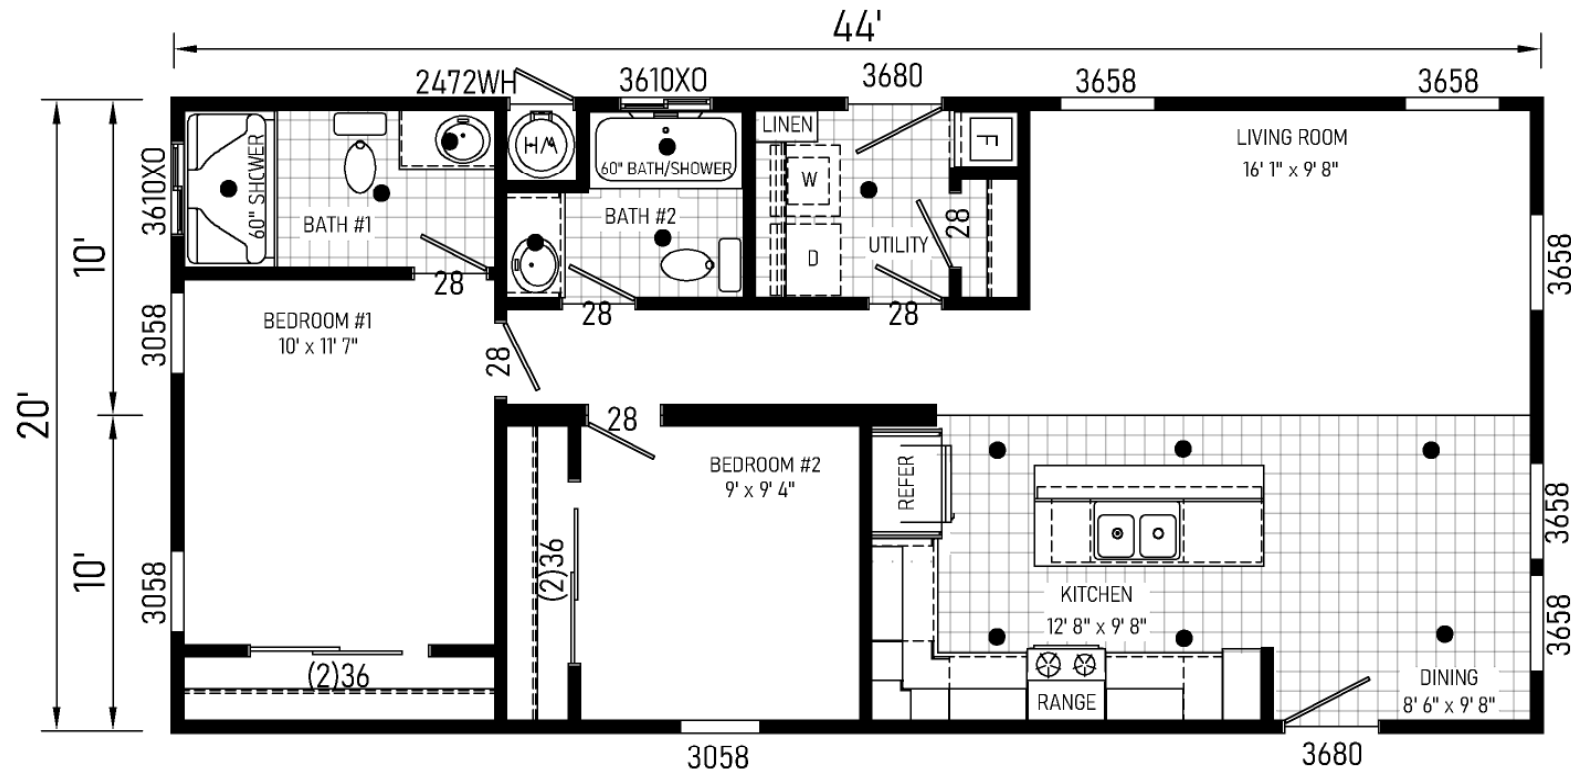 44'
2472WH
3610XO
3680
3658
3658
LINEN
F
LIVING ROOM
16' 1" x 9' 8"
3610XO
60" SHOWER
WH
60" BATH/SHOWER
W
BATH #1
BATH #2
28
UTILITY
D
10'
28
28
28
3658
3058
BEDROOM #1
10' x 11' 7"
28
20'
28
BEDROOM #2
9' x 9' 4"
REFER
3658
10'
3058
(2)36
KITCHEN
12' 8" x 9' 8"
3658
(2)36
RANGE
DINING
8' 6" x 9' 8"
3058
3680